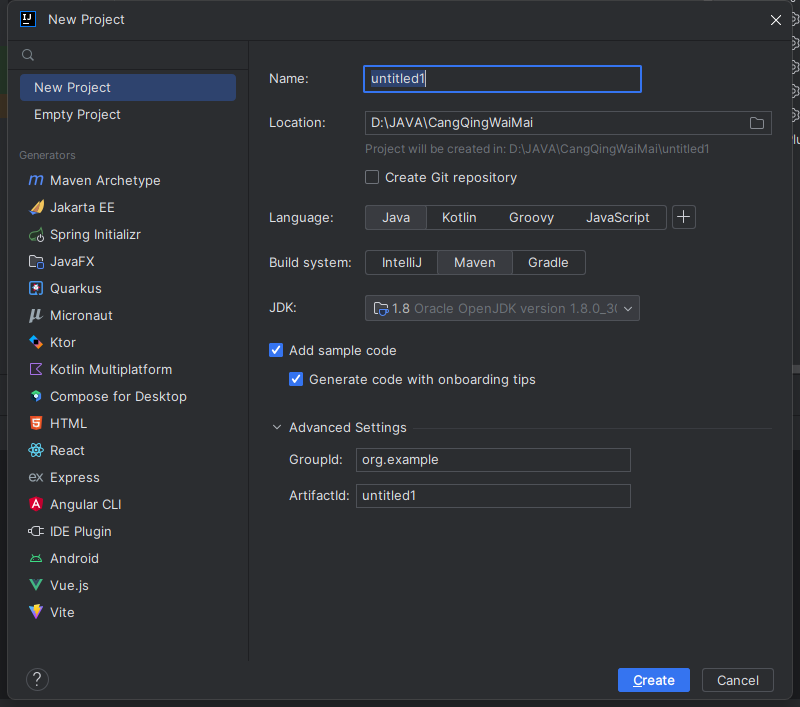 New Project
New Project
Empty Project
Generators
Maven Archetype
Jakarta EE
Spring Initializr
JavaFX
Quarkus
Micronaut
Ktor
Kotlin Multiplatform
Compose for Desktop
HTML
React
Express
Angular CLI
IDE Plugin
Android
Vue.js
Vite
Name: untitled1
Location: D:\JAVA\CangQingWaiMai
Project will be created in: D:\JAVA\CangQingWaiMai\untitled1
Create Git repository
Language: Java Kotlin Groovy JavaScript +
Build system: IntelliJ Maven Gradle
JDK: 1.8 Oracle OpenJDK version 1.8.0_30
Add sample code
Generate code with onboarding tips
Advanced Settings
GroupId: org.example
ArtifactId: untitled1
? Create Cancel